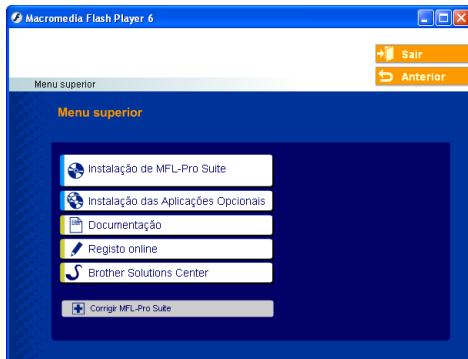 Macromedia Flash Player 6
Sair
Anterior
Menu superior
Menu superior
Instalação de MFL-Pro Suite
Instalação das Aplicações Opcionais
Documentação
Registo online
Brother Solutions Center
Corrigir MFL-Pro Suite